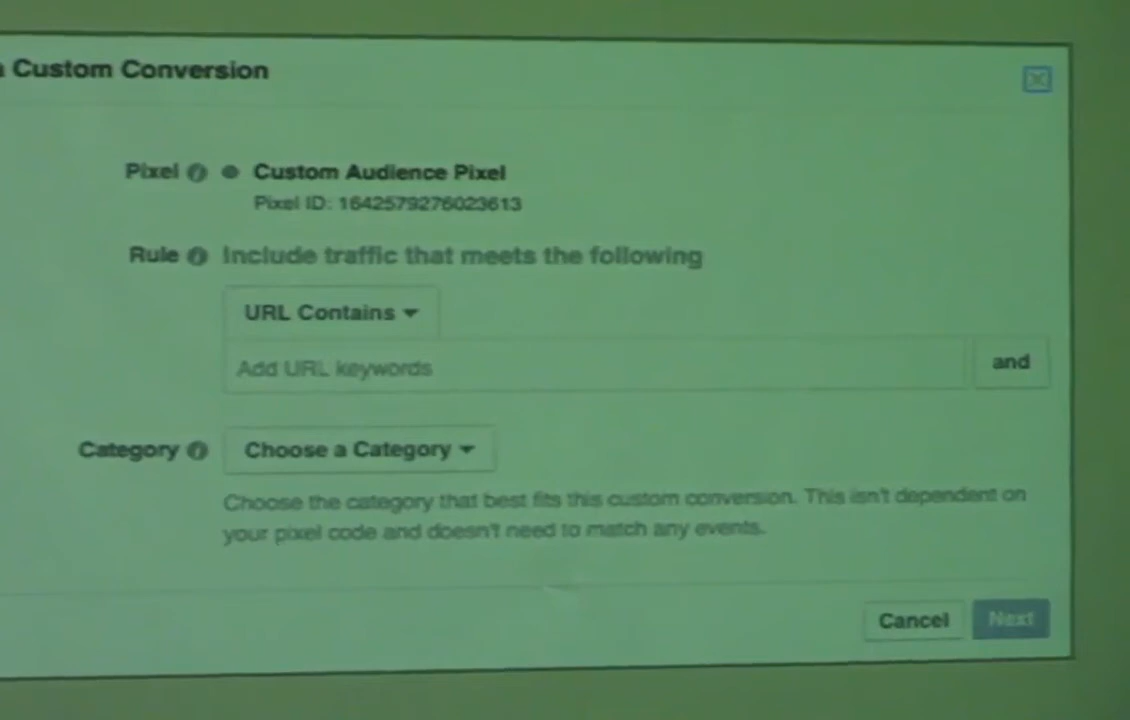 Custom Conversion
Pixel Custom Audience Pixel
Pixel ID: 1642579276023613
Rule Include traffic that meets the following
URL Contains
Add URL keywords and
Category Choose a Category
Choose the category that best fits this custom conversion. This isn't dependent on
your pixel code and doesn't need to match any events.
Cancel Next